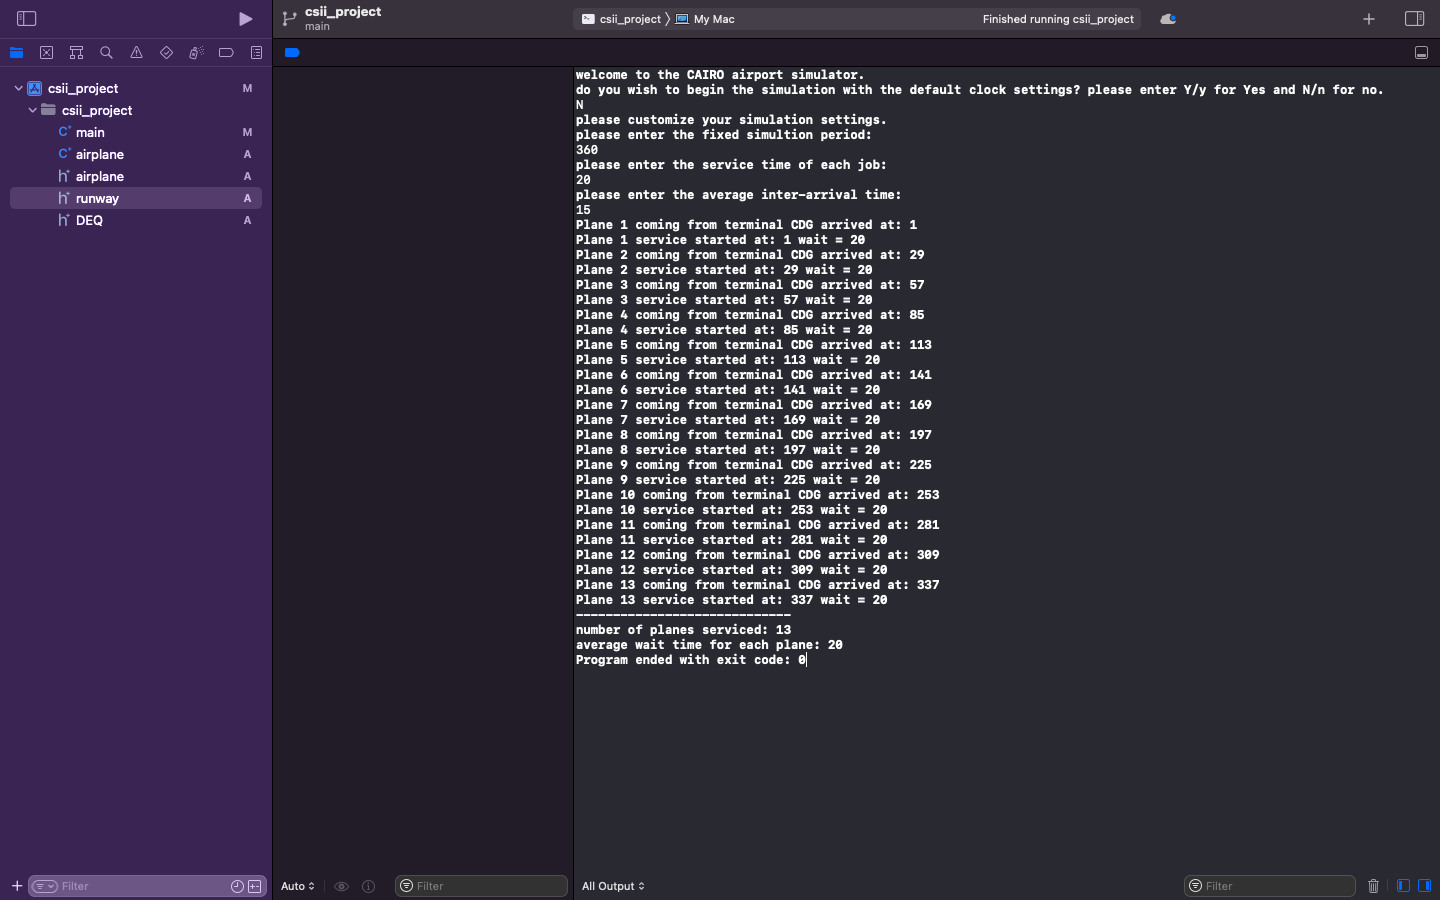 csii_project
main
csii_project
My Mac
Finished running csii_project
csii_project M
csii_project
main M
airplane A
airplane A
runway A
DEQ A
welcome to the CAIRO airport simulator.
do you wish to begin the simulation with the default clock settings? please enter Y/y for Yes and N/n for no.
N
please customize your simulation settings.
please enter the fixed simultion period:
360
please enter the service time of each job:
20
please enter the average inter-arrival time:
15
Plane 1 coming from terminal CDG arrived at: 1
Plane 1 service started at: 1 wait = 20
Plane 2 coming from terminal CDG arrived at: 29
Plane 2 service started at: 29 wait = 20
Plane 3 coming from terminal CDG arrived at: 57
Plane 3 service started at: 57 wait = 20
Plane 4 coming from terminal CDG arrived at: 85
Plane 4 service started at: 85 wait = 20
Plane 5 coming from terminal CDG arrived at: 113
Plane 5 service started at: 113 wait = 20
Plane 6 coming from terminal CDG arrived at: 141
Plane 6 service started at: 141 wait = 20
Plane 7 coming from terminal CDG arrived at: 169
Plane 7 service started at: 169 wait = 20
Plane 8 coming from terminal CDG arrived at: 197
Plane 8 service started at: 197 wait = 20
Plane 9 coming from terminal CDG arrived at: 225
Plane 9 service started at: 225 wait = 20
Plane 10 coming from terminal CDG arrived at: 253
Plane 10 service started at: 253 wait = 20
Plane 11 coming from terminal CDG arrived at: 281
Plane 11 service started at: 281 wait = 20
Plane 12 coming from terminal CDG arrived at: 309
Plane 12 service started at: 309 wait = 20
Plane 13 coming from terminal CDG arrived at: 337
Plane 13 service started at: 337 wait = 20
-----------------------------
number of planes serviced: 13
average wait time for each plane: 20
Program ended with exit code: 0
Filter
Auto
Filter
All Output
Filter